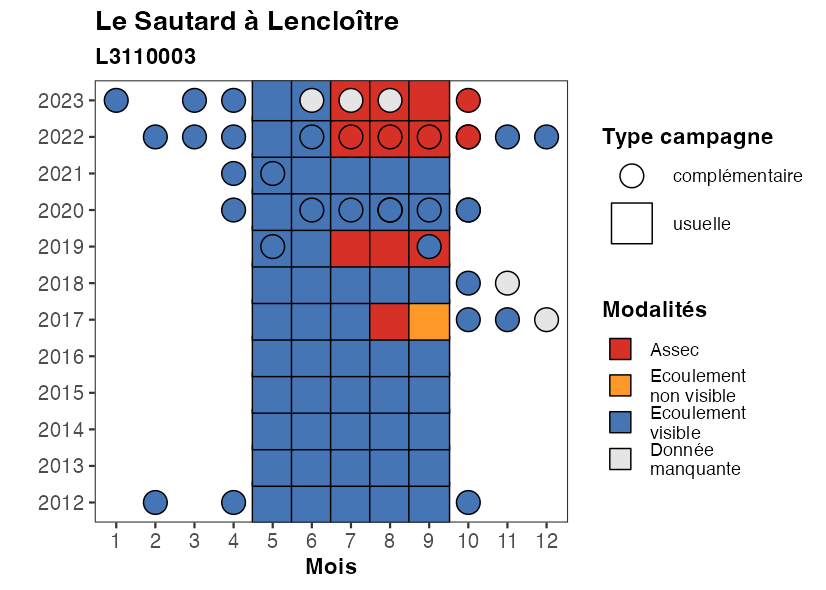 Le Sautard à Lencloître
L3110003
2023
2022
2021
2020
2019
2018
2017
2016
2015
2014
2013
2012
1 2 3 4 5 6 7 8 9 10 11 12
Mois
Type campagne
complémentaire
usuelle
Modalités
Assec
Ecoulement
non visible
Ecoulement
visible
Donnée
manquante